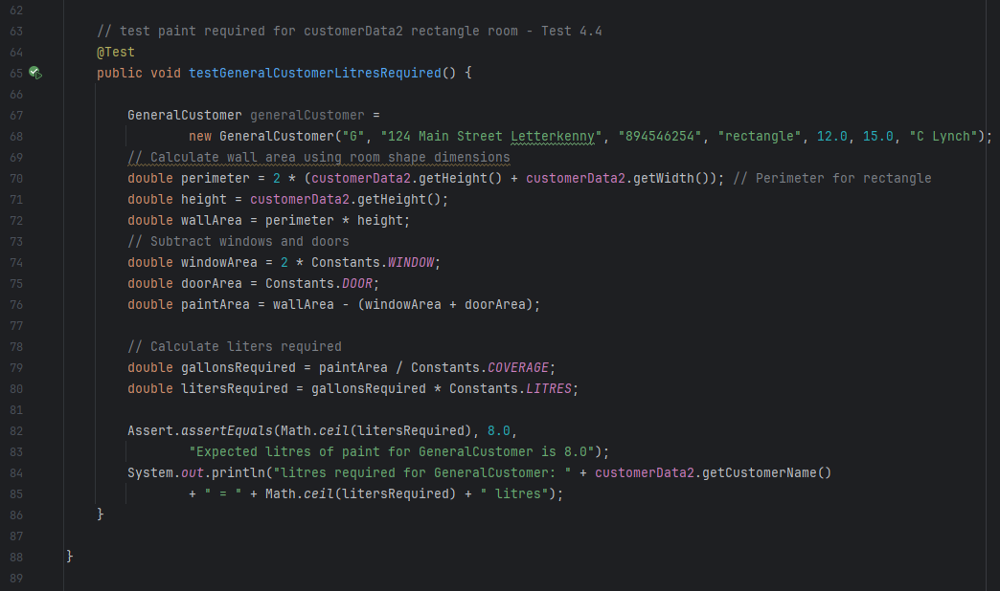 62
63 // test paint required for customerData2 rectangle room - Test 4.4
64 @Test
65 public void testGeneralCustomerLitresRequired() {
66
67 GeneralCustomer generalCustomer =
68 new GeneralCustomer("G", "124 Main Street Letterkenny", "894546254", "rectangle", 12.0, 15.0, "C Lynch");
69 // Calculate wall area using room shape dimensions
70 double perimeter = 2 * (customerData2.getHeight() + customerData2.getWidth()); // Perimeter for rectangle
71 double height = customerData2.getHeight();
72 double wallArea = perimeter * height;
73 // Subtract windows and doors
74 double windowArea = 2 * Constants.WINDOW;
75 double doorArea = Constants.DOOR;
76 double paintArea = wallArea - (windowArea + doorArea);
77
78 // Calculate liters required
79 double gallonsRequired = paintArea / Constants.COVERAGE;
80 double litersRequired = gallonsRequired * Constants.LITRES;
81
82 Assert.assertEquals(Math.ceil(litersRequired), 8.0,
83 "Expected litres of paint for GeneralCustomer is 8.0");
84 System.out.println("litres required for GeneralCustomer: " + customerData2.getCustomerName()
85 + " = " + Math.ceil(litersRequired) + " litres");
86 }
87
88 }
89